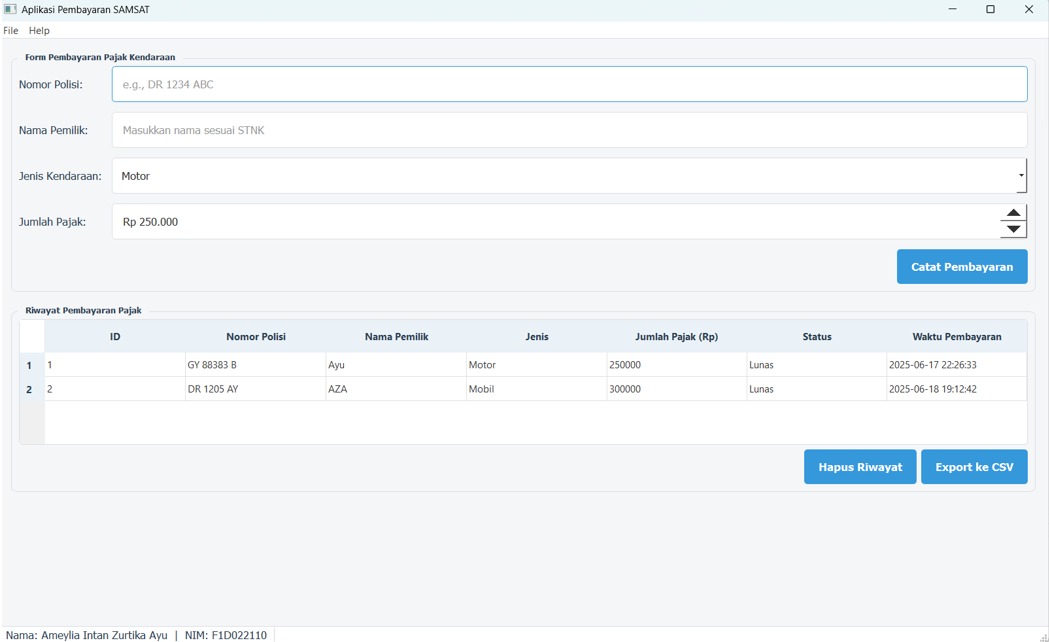 Aplikasi Pembayaran SAMSAT
File Help
Form Pembayaran Pajak Kendaraan
Nomor Polisi: e.g., DR 1234 ABC
Nama Pemilik: Masukkan nama sesuai STNK
Jenis Kendaraan: Motor
Jumlah Pajak: Rp 250.000
Catat Pembayaran
Riwayat Pembayaran Pajak
ID Nomor Polisi Nama Pemilik Jenis Jumlah Pajak (Rp) Status Waktu Pembayaran
1 1 GY 88383 B Ayu Motor 250000 Lunas 2025-06-17 22:26:33
2 2 DR 1205 AY AZA Mobil 300000 Lunas 2025-06-18 19:12:42
Hapus Riwayat Export ke CSV
Nama: Ameylia Intan Zurtika Ayu | NIM: F1D022110